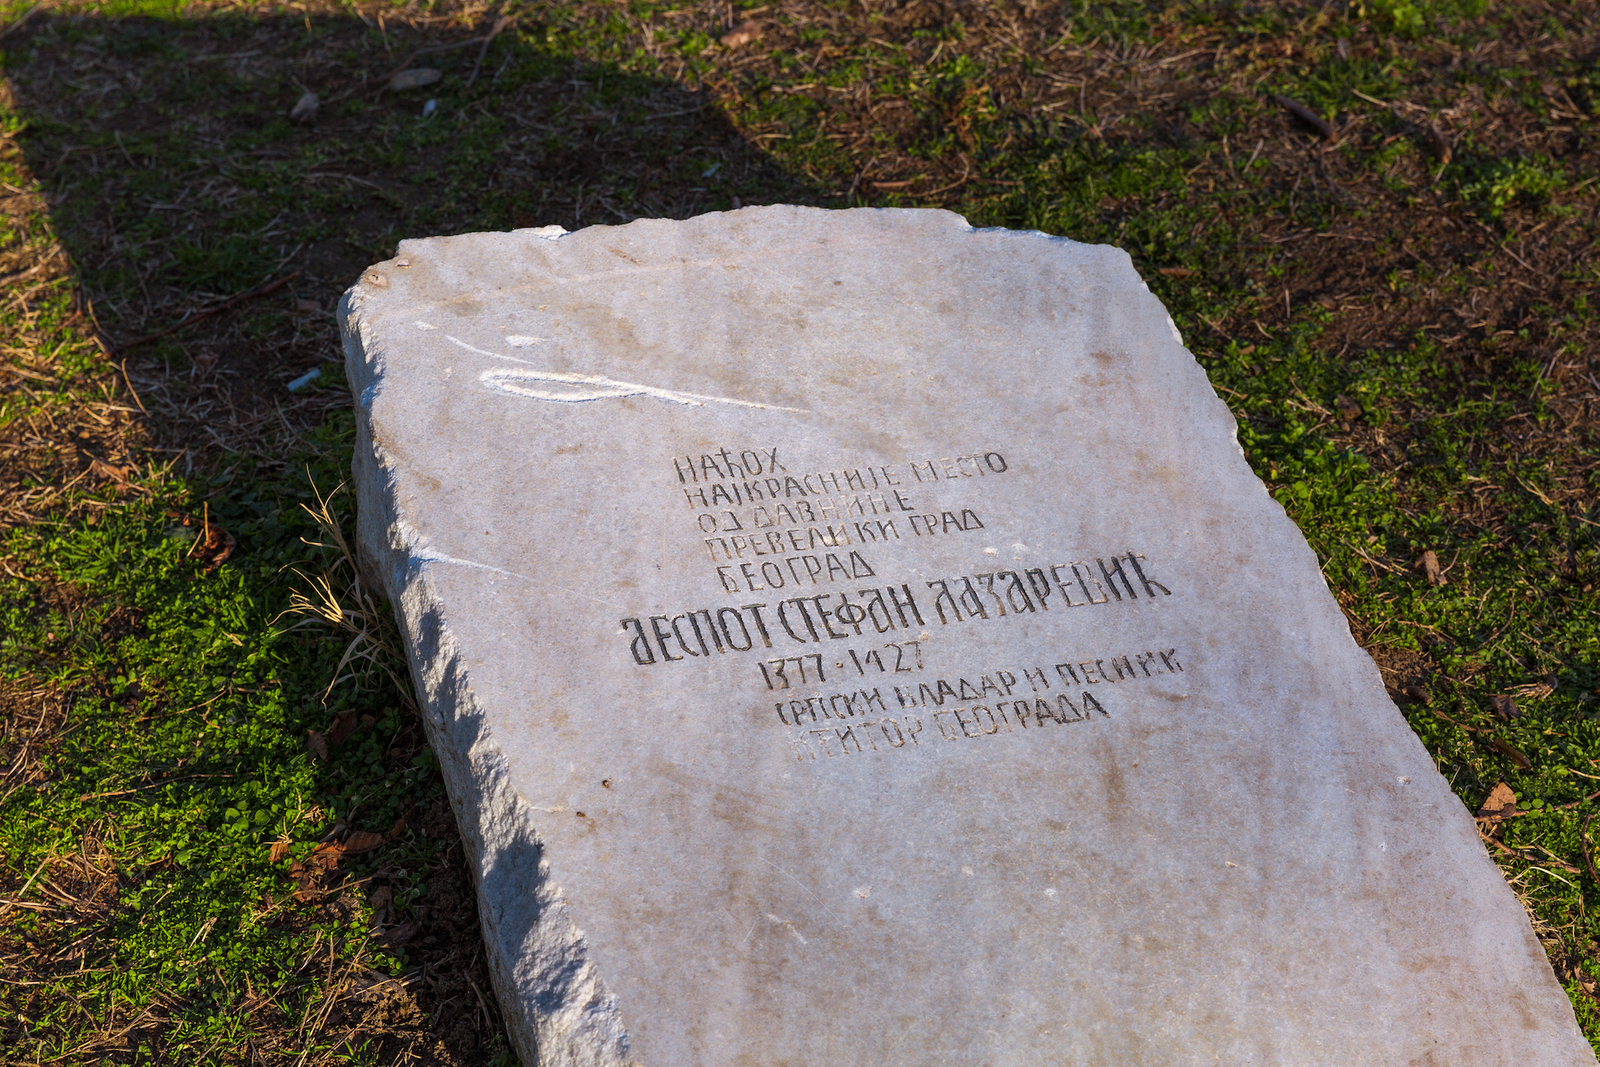 НАЂОХ
НАЈКРАСНИЈЕ МЕСТО
ОД ДАВНИНЕ
ПРЕВЕЛИКИ ГРАД
БЕОГРАД
ДЕСПОТ СТЕФАН ЛАЗАРЕВИЋ
1377 · 1427
СРПСКИ ВЛАДАР И ПЕСНИК
КТИТОР БЕОГРАДА